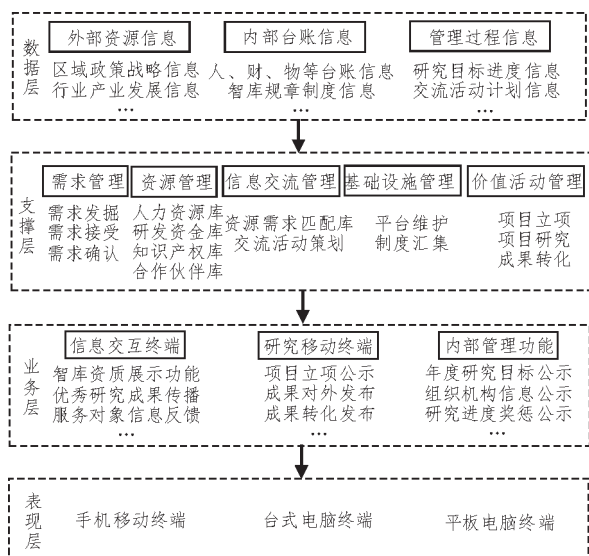 数据层
外部资源信息
区域政策战略信息
行业产业发展信息
...
内部台账信息
人、财、物等台账信息
智库规章制度信息
...
管理过程信息
研究目标进度信息
交流活动计划信息
...
支撑层
需求管理
需求发掘
需求接受
需求确认
资源管理
人力资源库
研发资金库
知识产权库
合作伙伴库
信息交流管理
资源需求匹配库
交流活动策划
基础设施管理
平台维护
制度汇集
价值活动管理
项目立项
项目研究
成果转化
业务层
信息交互终端
智库资质展示功能
优秀研究成果传播
服务对象信息反馈
...
研究移动终端
项目立项公示
成果对外发布
成果转化发布
...
内部管理功能
年度研究目标公示
组织机构信息公示
研究进度奖惩公示
...
表现层
手机移动终端
台式电脑终端
平板电脑终端